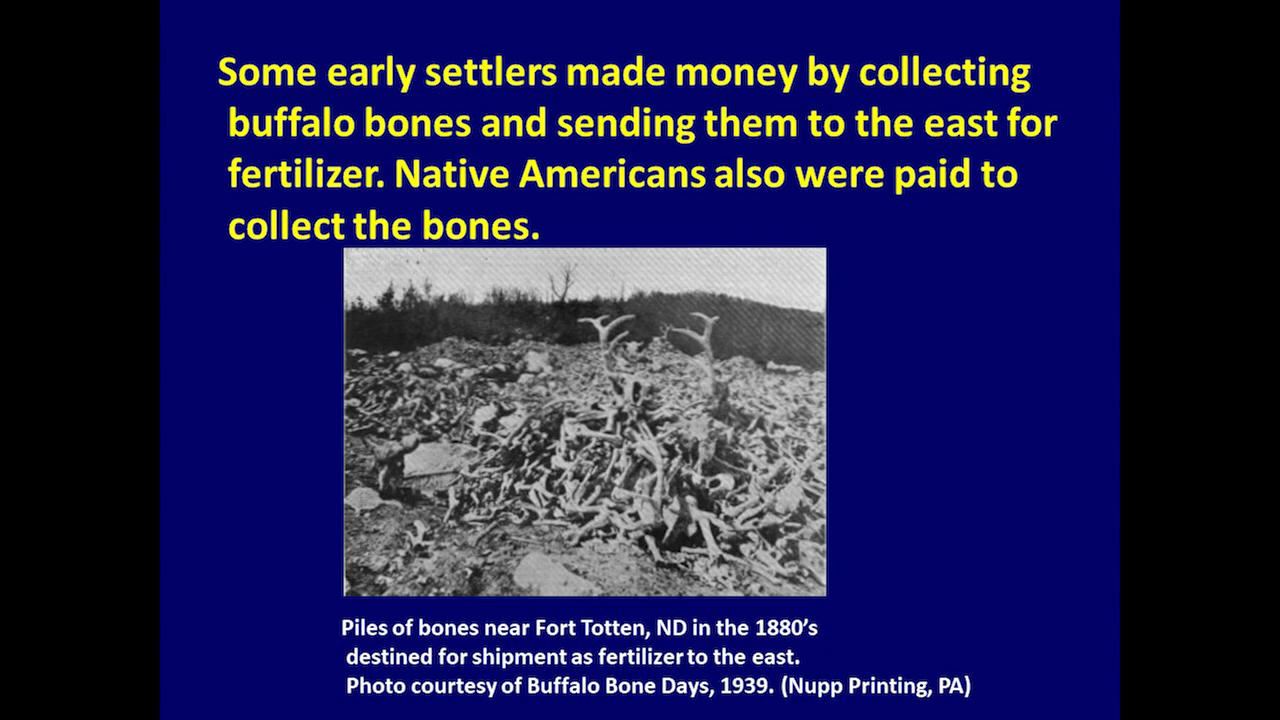 Some early settlers made money by collecting
buffalo bones and sending them to the east for
fertilizer. Native Americans also were paid to
collect the bones.
Piles of bones near Fort Totten, ND in the 1880's
destined for shipment as fertilizer to the east.
Photo courtesy of Buffalo Bone Days, 1939. (Nupp Printing, PA)